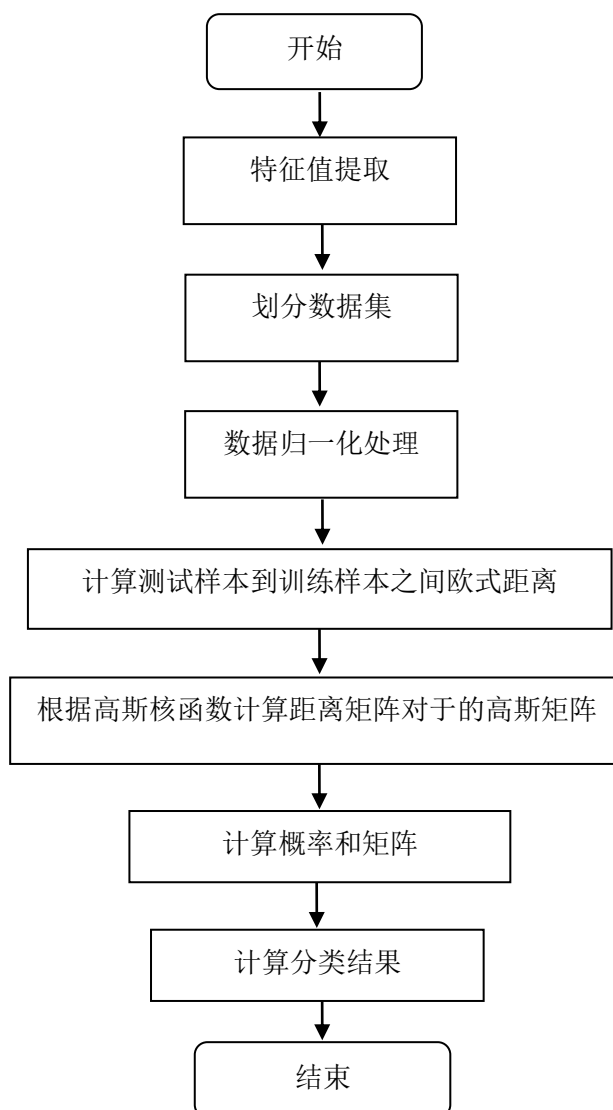 开始
特征值提取
划分数据集
数据归一化处理
计算测试样本到训练样本之间欧式距离
根据高斯核函数计算距离矩阵对于的高斯矩阵
计算概率和矩阵
计算分类结果
结束